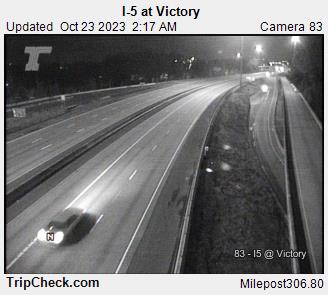 I-5 at Victory
Updated Oct 23 2023 2:17 AM Camera 83
T
N
83 - I5 @ Victory
TripCheck.com Milepost306.80